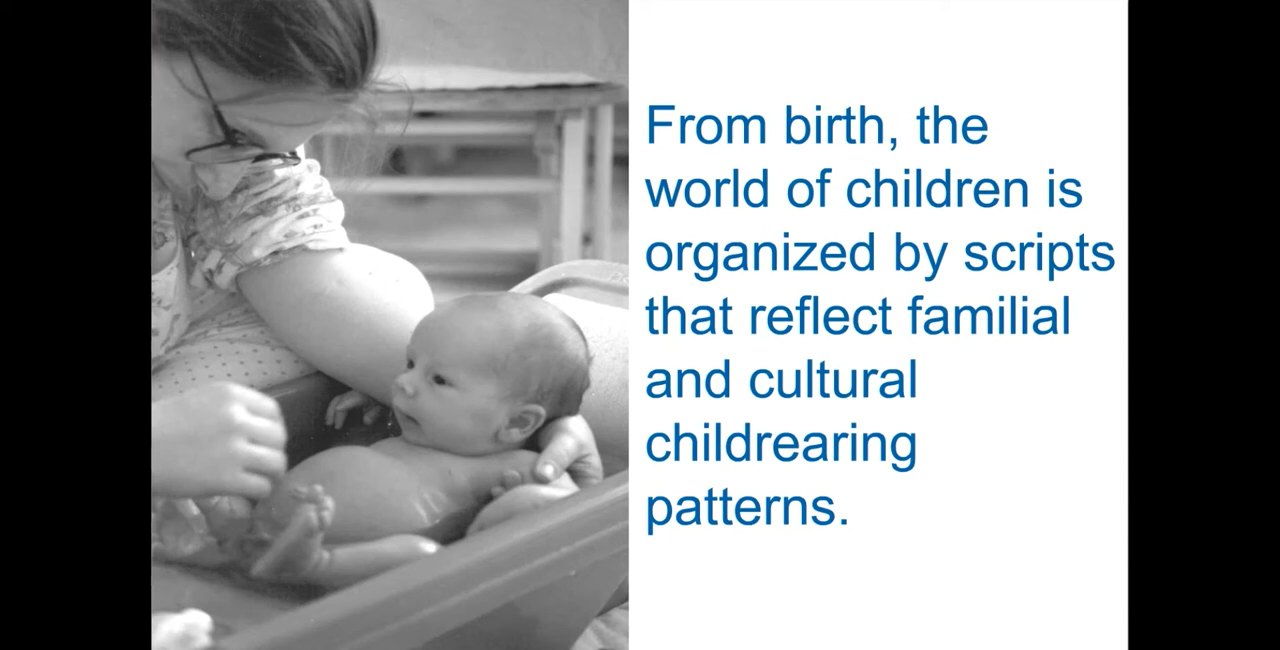 From birth, the
world of children is
organized by scripts
that reflect familial
and cultural
childrearing
patterns.